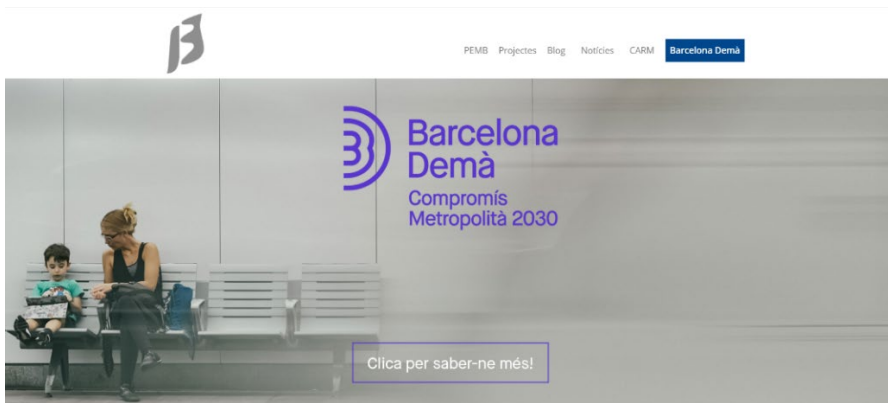 PEMB Projectes Blog Notícies CARM Barcelona Demà
Barcelona
Demà
Compromís
Metropolità 2030
Clica per saber-ne més!